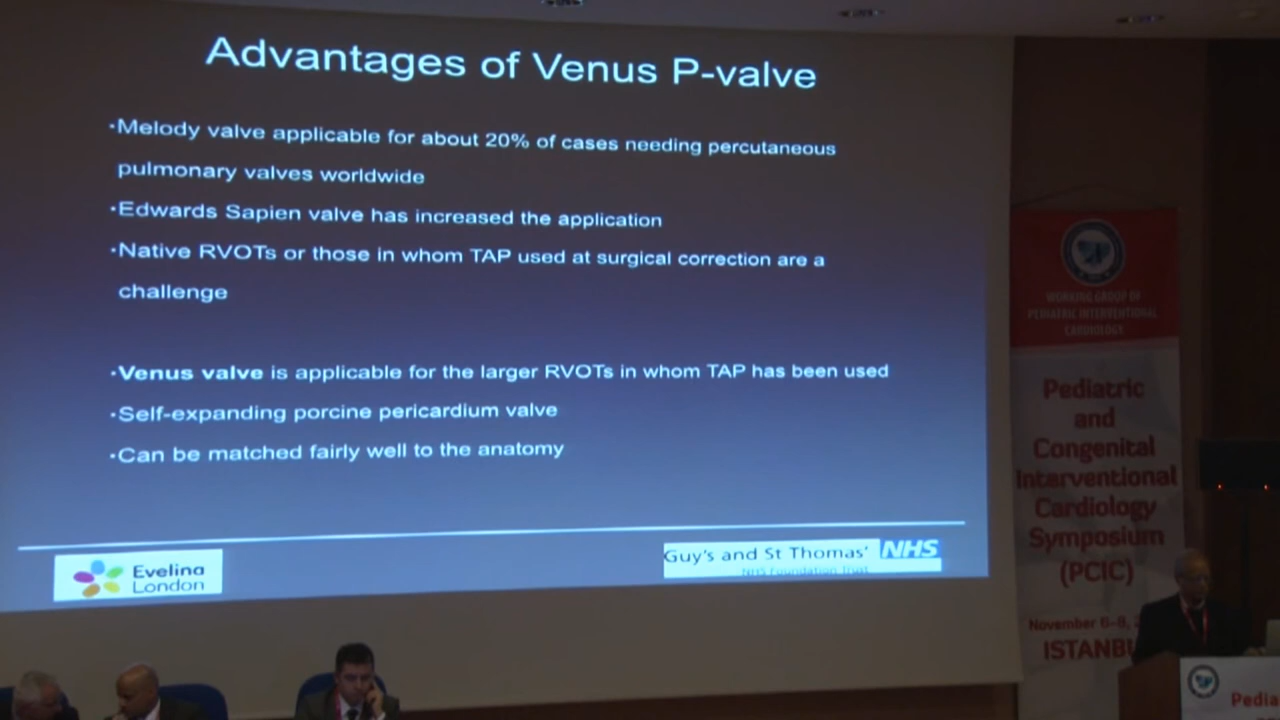 Advantages of Venus P-valve
·Melody valve applicable for about 20% of cases needing percutaneous
pulmonary valves worldwide
·Edwards Sapien valve has increased the application
·Native RVOTs or those in whom TAP used at surgical correction are a
challenge
·Venus valve is applicable for the larger RVOTs in whom TAP has been used
·Self-expanding porcine pericardium valve
·Can be matched fairly well to the anatomy
Evelina
London
Guy's and St Thomas' NHS
NHS Foundation Trust
WORKING GROUP OF
PEDIATRIC INTERVENTIONAL
CARDIOLOGY
Pediatric
and
Congenital
Interventional
Cardiology
Symposium
(PCIC)
November 6-8,
ISTANBU
Pedia